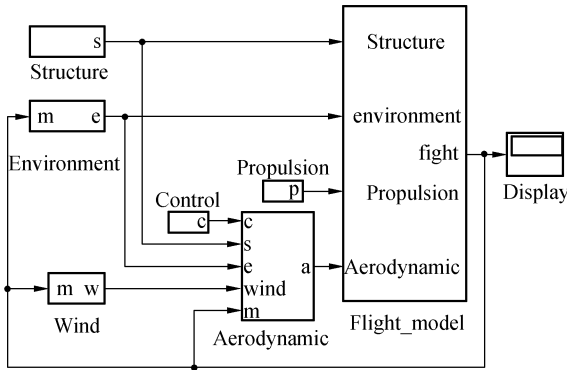 s
Structure
Structure
m e
environment
Environment
fight
Propulsion
Display
p
Propulsion
Control
c
c
s
e
a
Aerodynamic
m w
wind
m
Wind
Aerodynamic
Flight_model